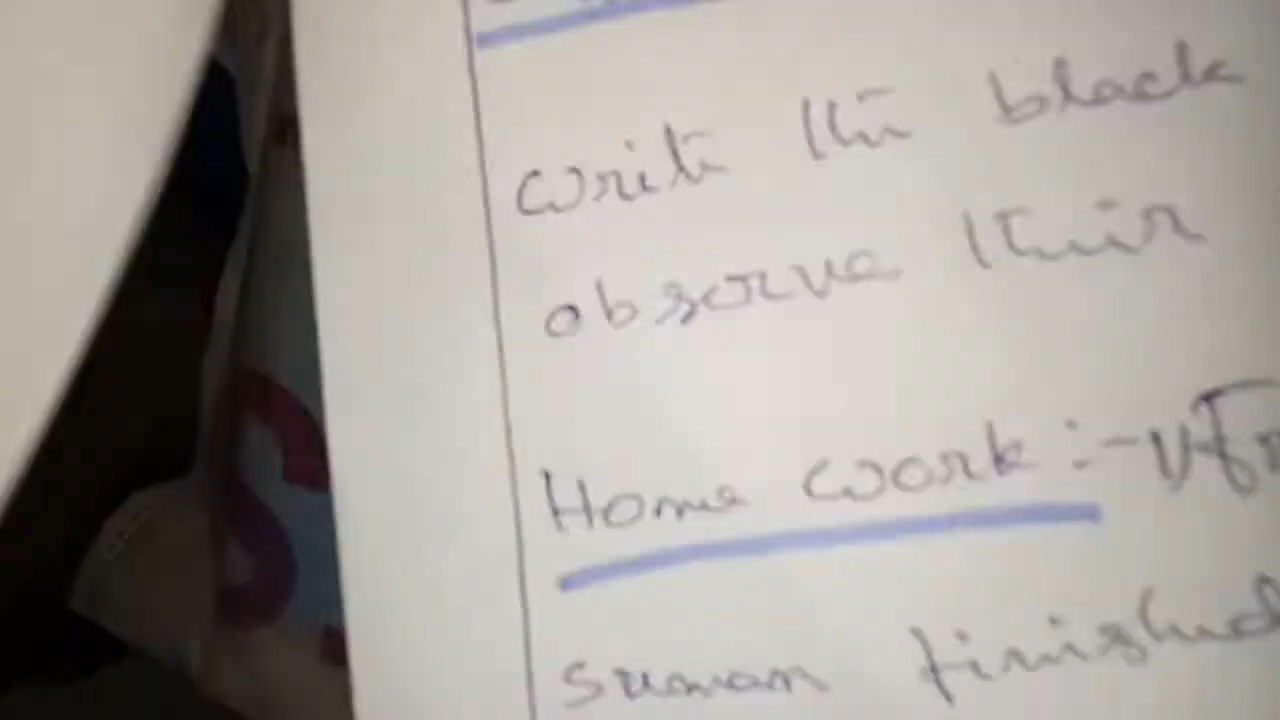 write the black
observe their
Home work :-
suman finished